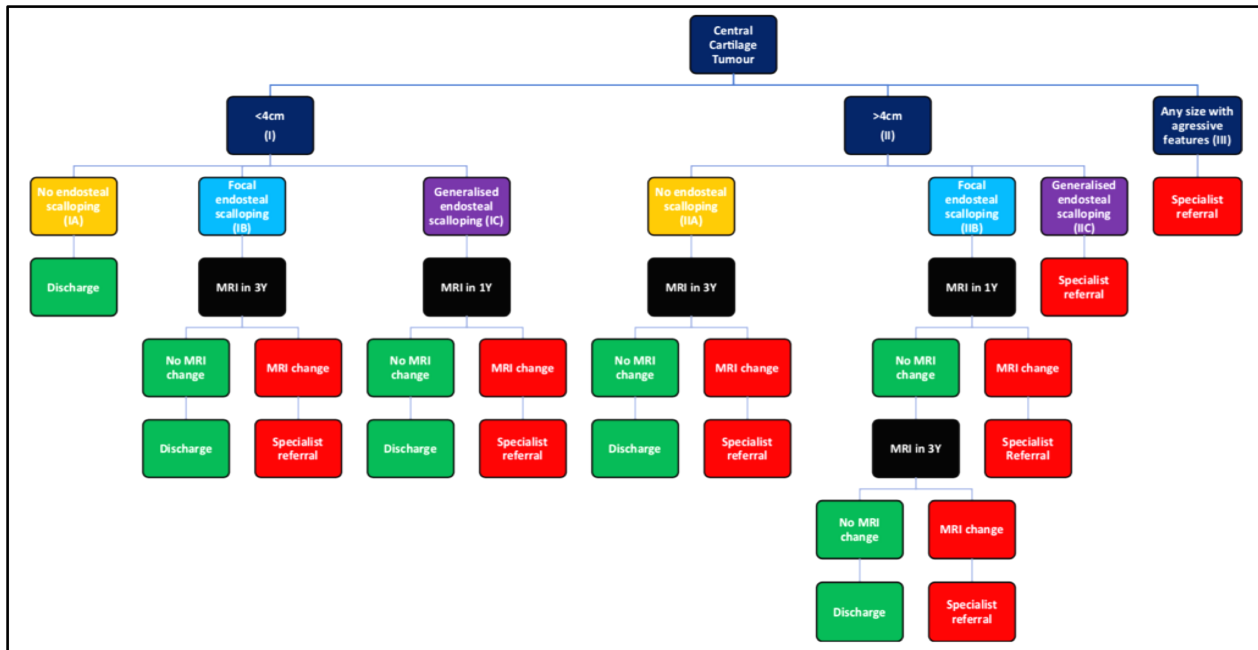 Central
Cartilage
Tumour
<4cm
(I)
>4cm
(II)
Any size with
agressive
features (III)
No endosteal
scalloping
(IA)
Focal
endosteal
scalloping
(IB)
Generalised
endosteal
scalloping (IC)
No endosteal
scalloping
(IIA)
Focal
endosteal
scalloping
(IIB)
Generalised
endosteal
scalloping
(IIC)
Specialist
referral
Discharge
MRI in 3Y
MRI in 1Y
MRI in 3Y
MRI in 1Y
Specialist
referral
No MRI
change
MRI change
No MRI
change
MRI change
No MRI
change
MRI change
No MRI
change
MRI change
Discharge
Specialist
referral
Discharge
Specialist
referral
Discharge
Specialist
referral
MRI in 3Y
Specialist
Referral
No MRI
change
MRI change
Discharge
Specialist
referral